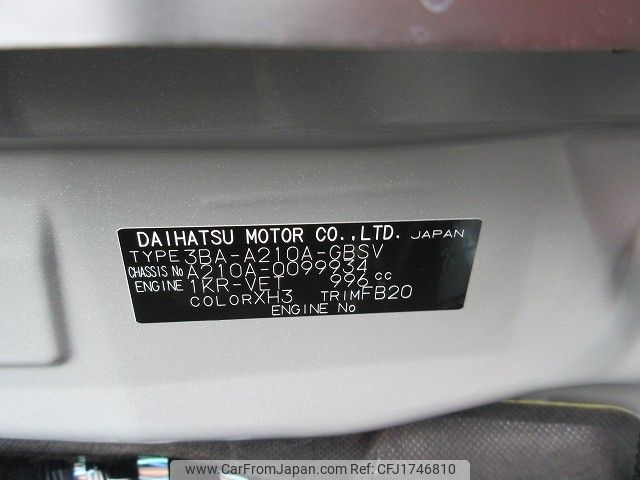 DAIHATSU MOTOR CO.,LTD. JAPAN
TYPE 3BA-A210A-GBSV
CHASSIS No A210A-0099934
ENGINE 1KR-VET 996 cc
COLOR XH3 TRIM FB20
ENGINE No
www.CarFromJapan.com | Ref No: CFJ1746810